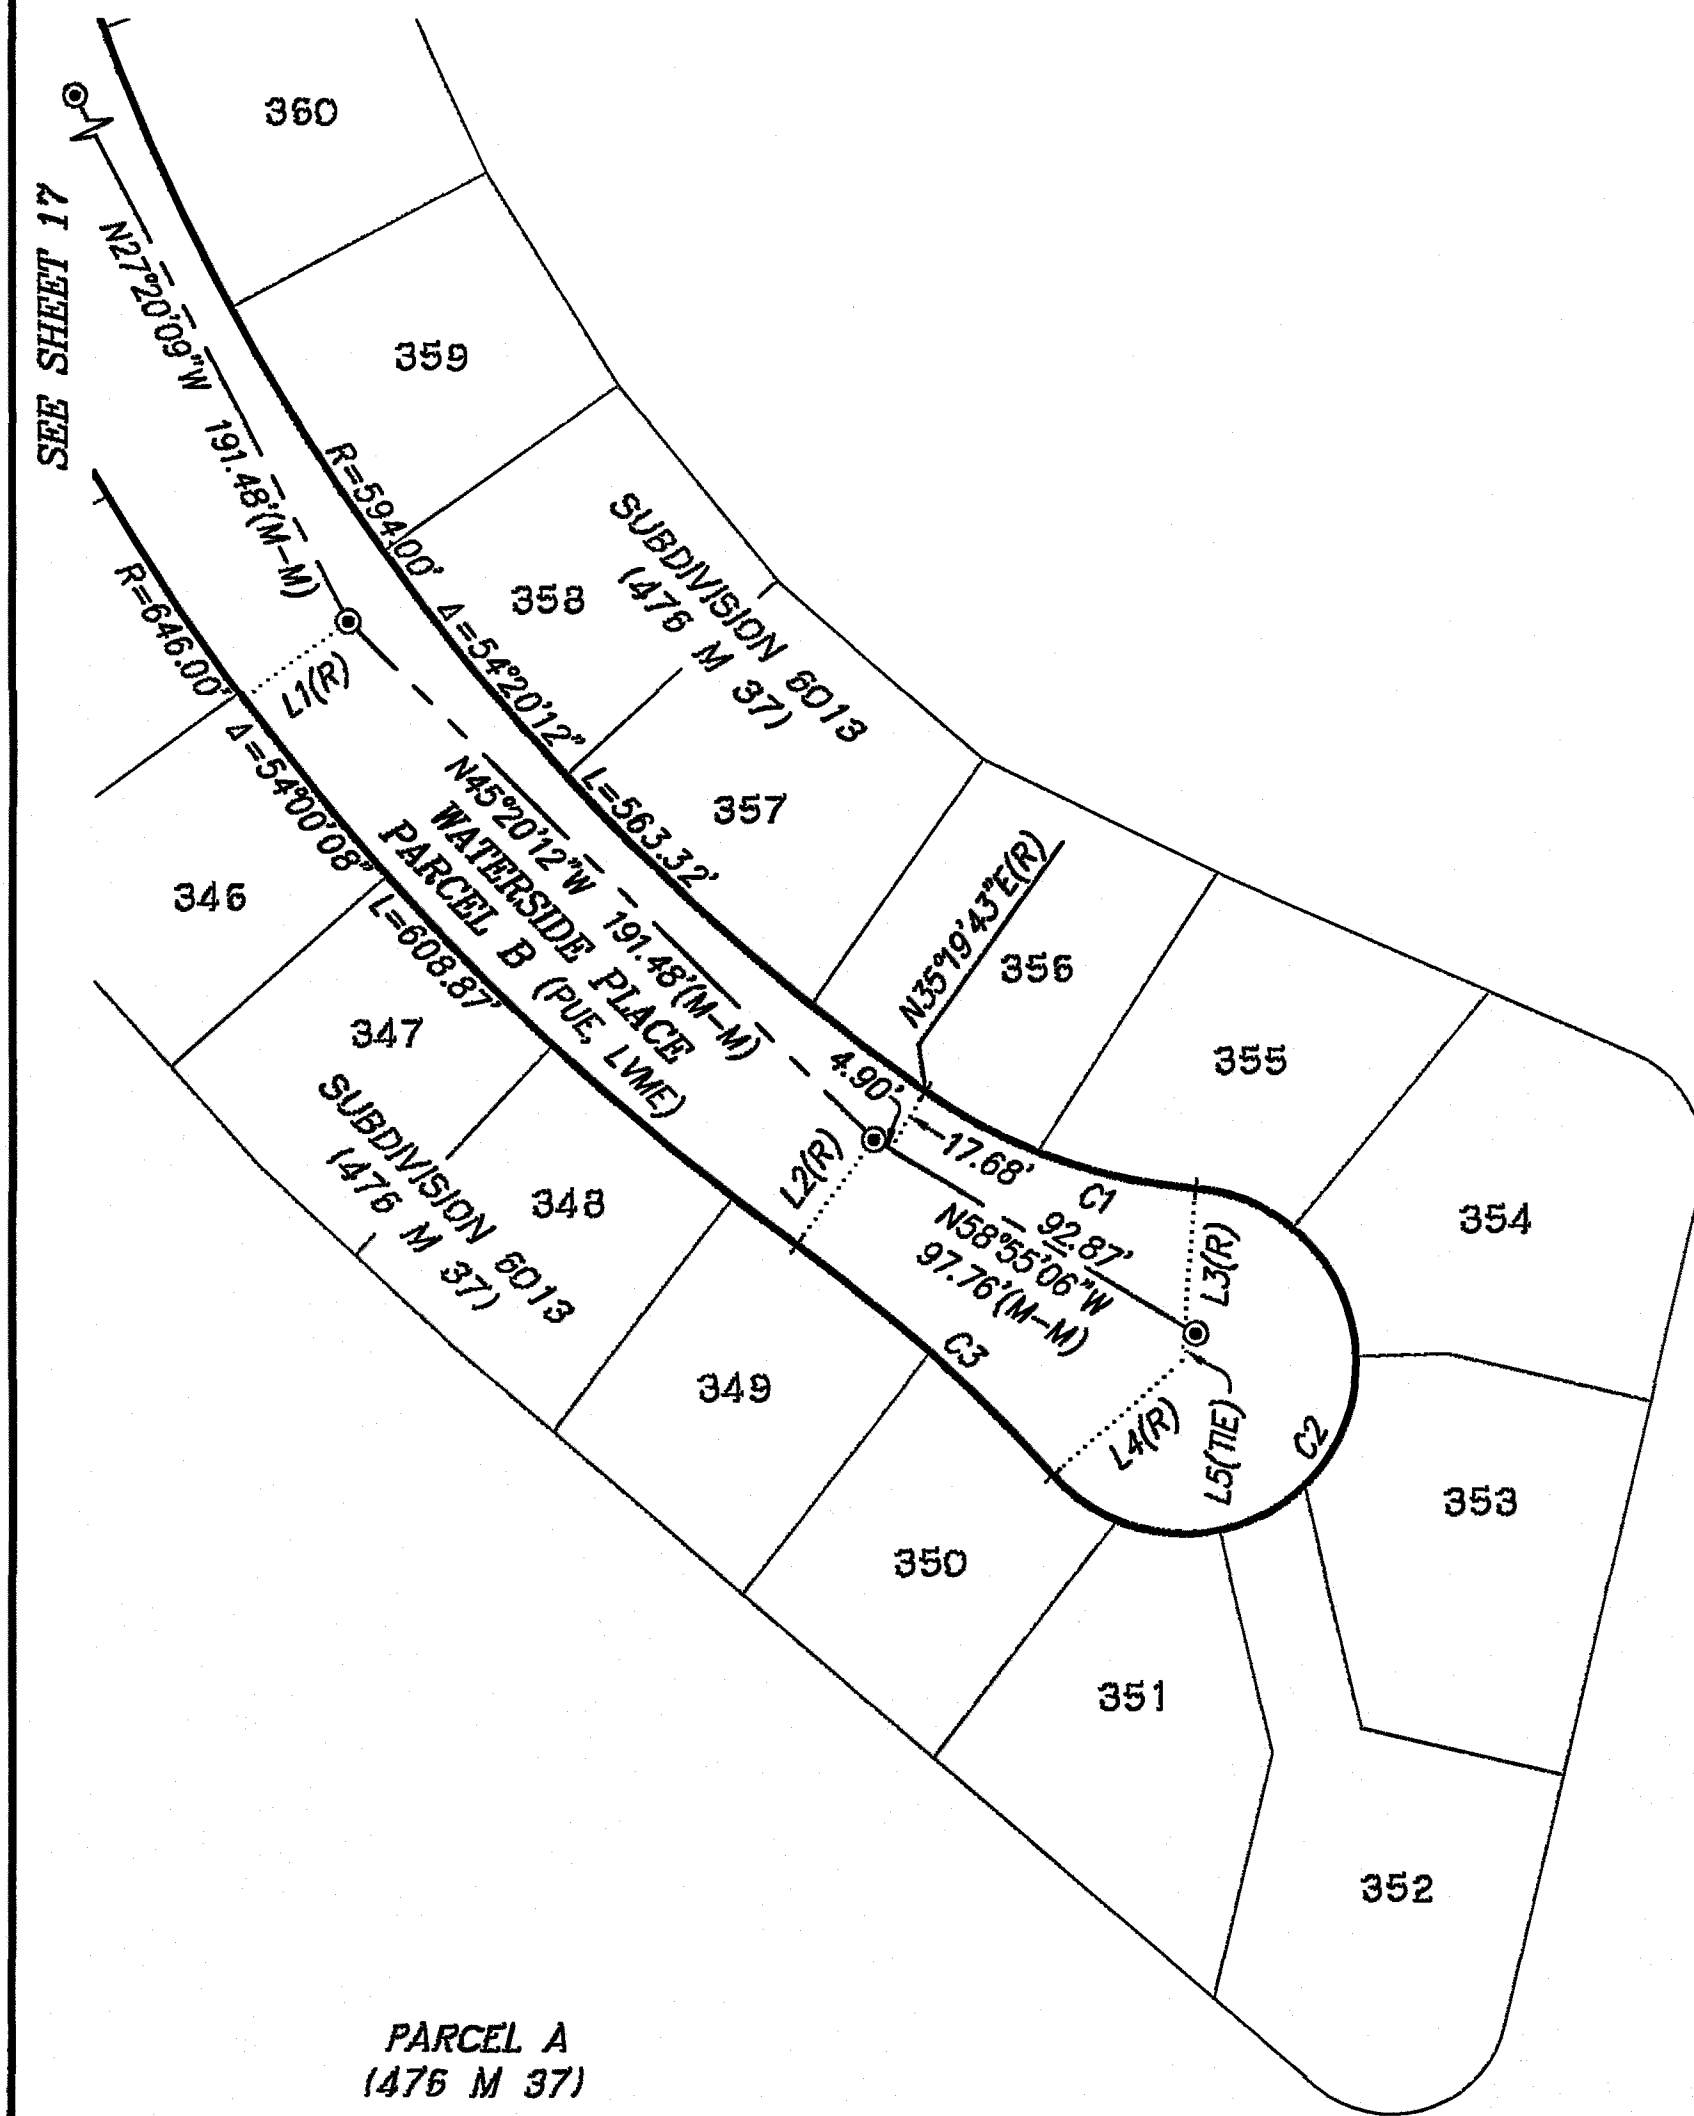 SEE SHEET 17
360
N27°20'09"W 191.48'(M-M)
359
R=594.00' Δ=54°20'12" L=563.32'
SUBDIVISION 6013
(476 M 37)
358
R=646.00' Δ=54°00'08" L=608.87'
L1(R)
357
N45°20'12"W 191.48'(M-M)
WATERSIDE PLACE
PARCEL B (PUE, LVME)
346
N35°19'43"E(R)
356
355
347
4.90'
17.68'
SUBDIVISION 6013
(476 M 37)
348
L2(R)
C1
92.87'
N58°55'06"W
97.76'(M-M)
L3(R)
354
C3
349
L4(R)
L5(TIE)
C2
353
350
351
352
PARCEL A
(476 M 37)